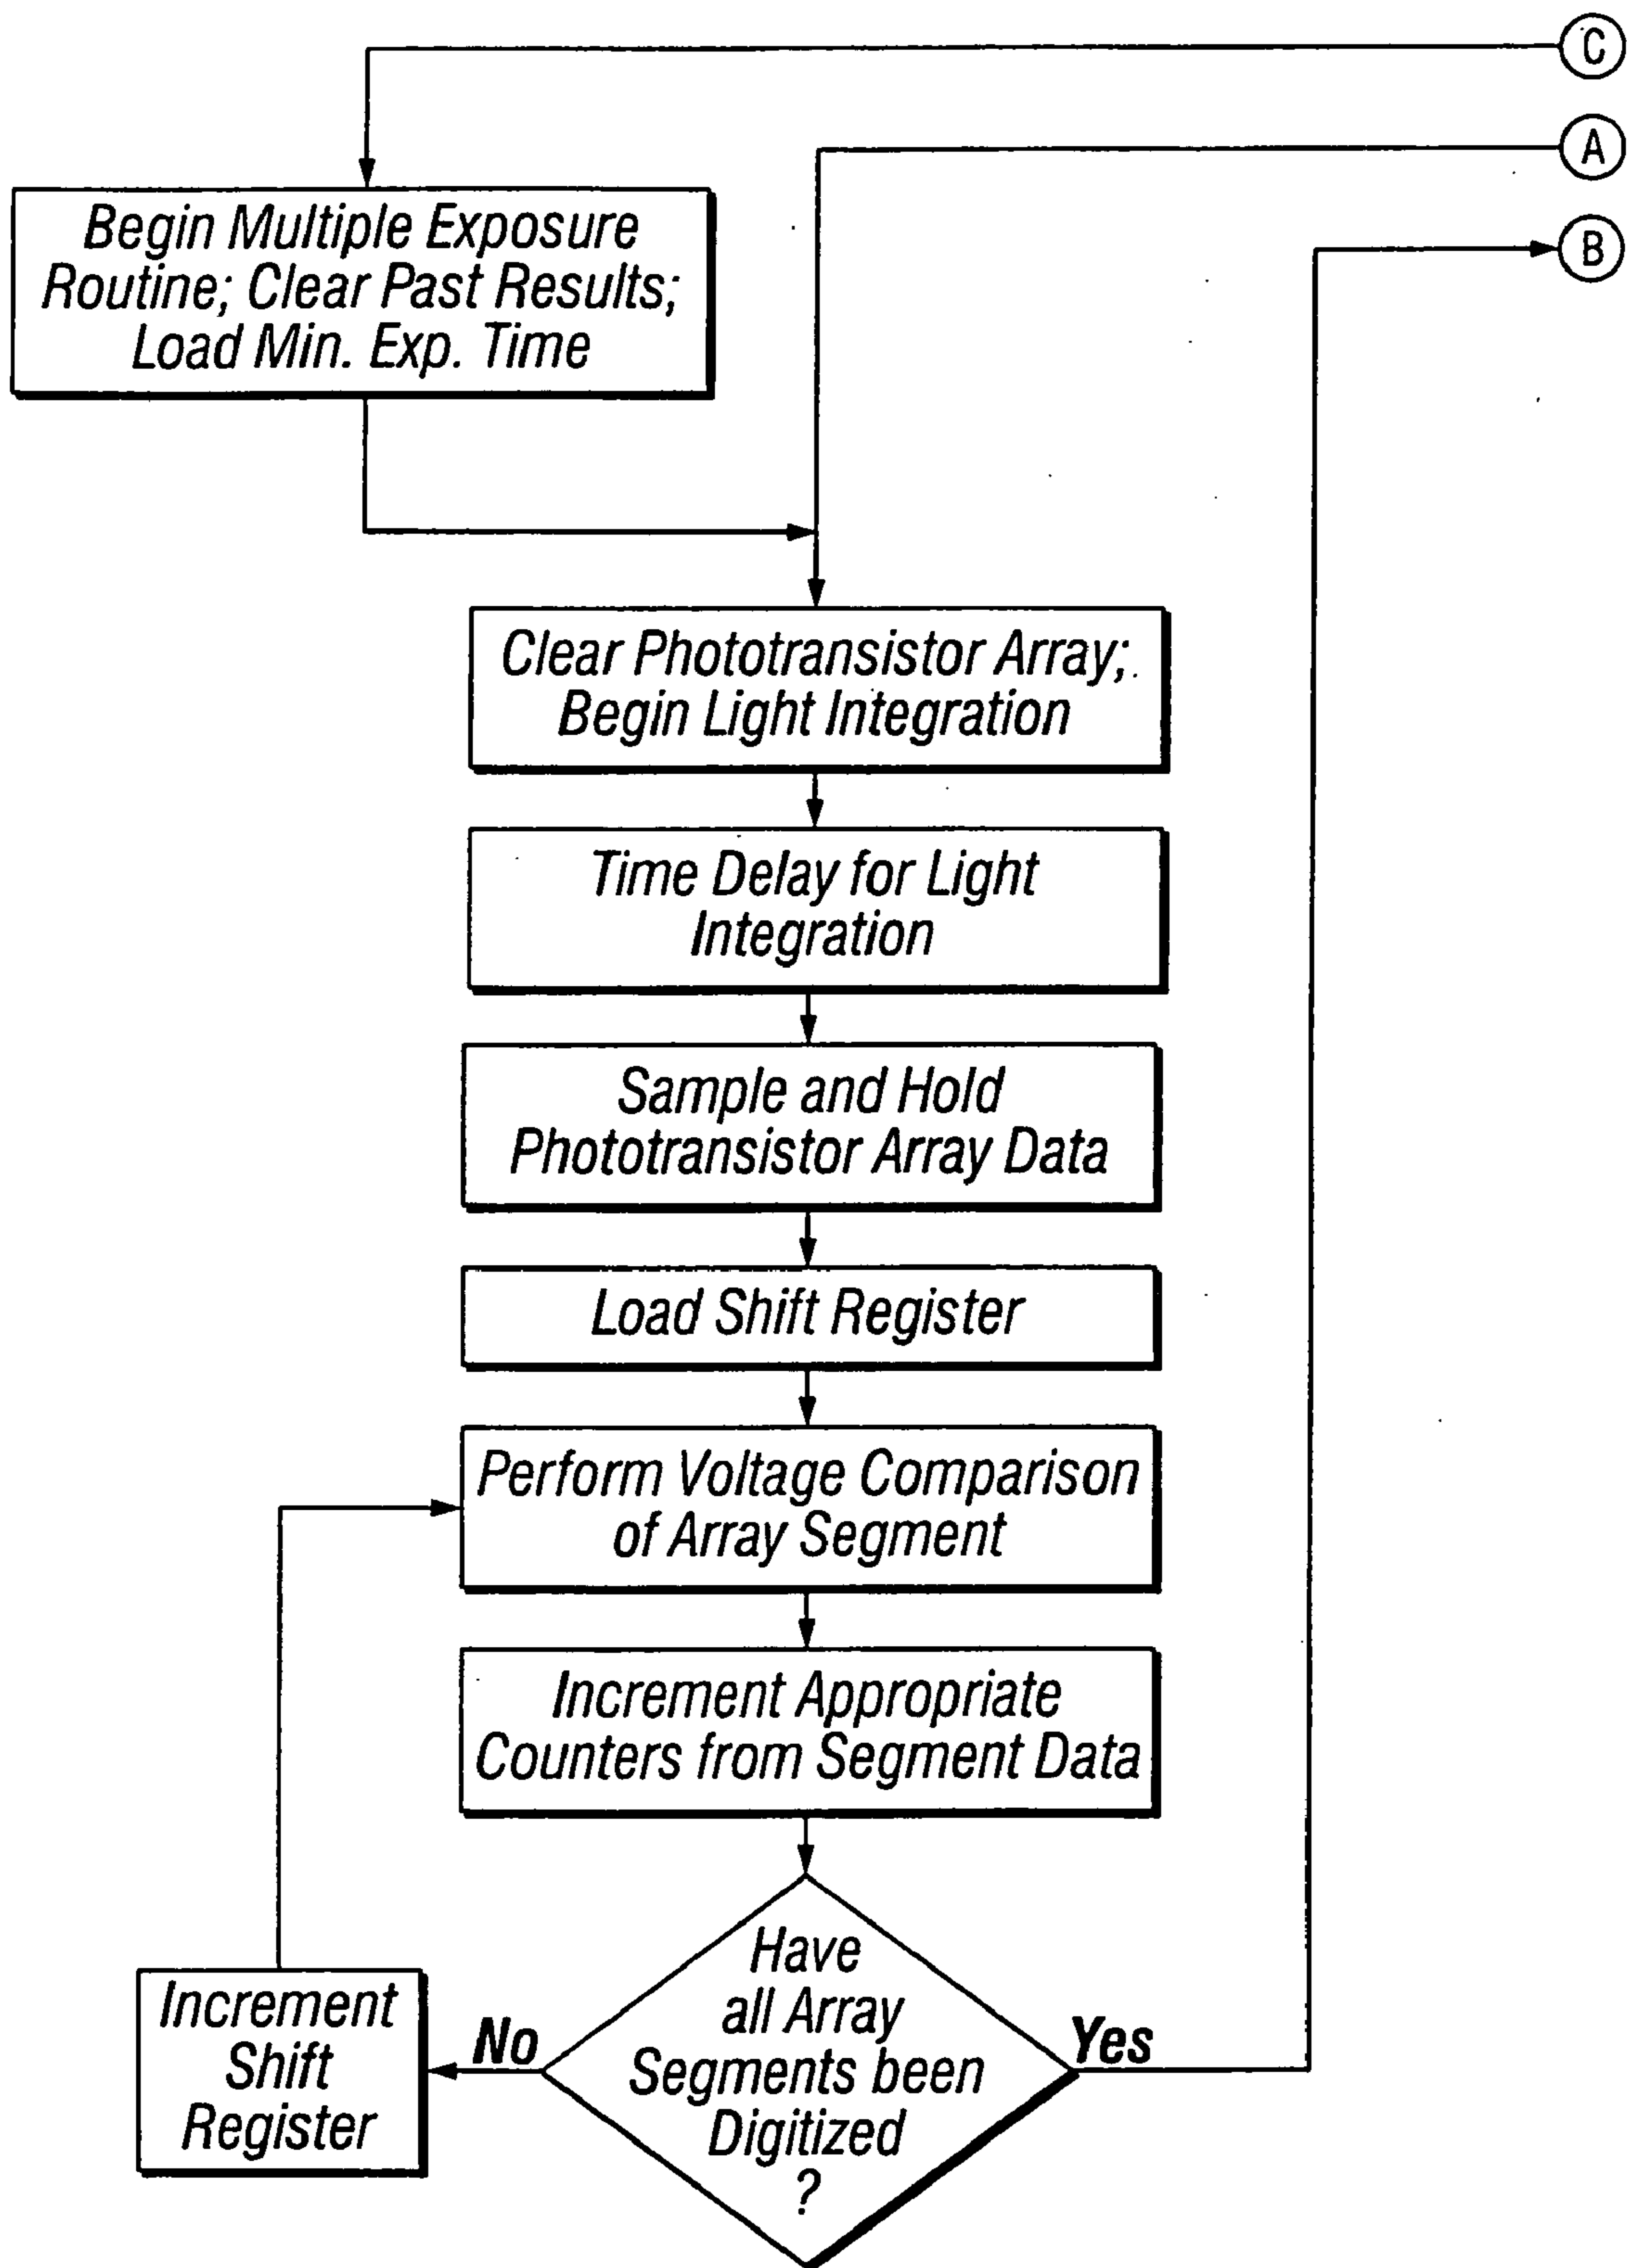 C
A
B
Begin Multiple Exposure
Routine; Clear Past Results;
Load Min. Exp. Time
Clear Phototransistor Array;
Begin Light Integration
Time Delay for Light
Integration
Sample and Hold
Phototransistor Array Data
Load Shift Register
Perform Voltage Comparison
of Array Segment
Increment Appropriate
Counters from Segment Data
Have
all Array
Segments been
Digitized
?
No
Yes
Increment
Shift
Register